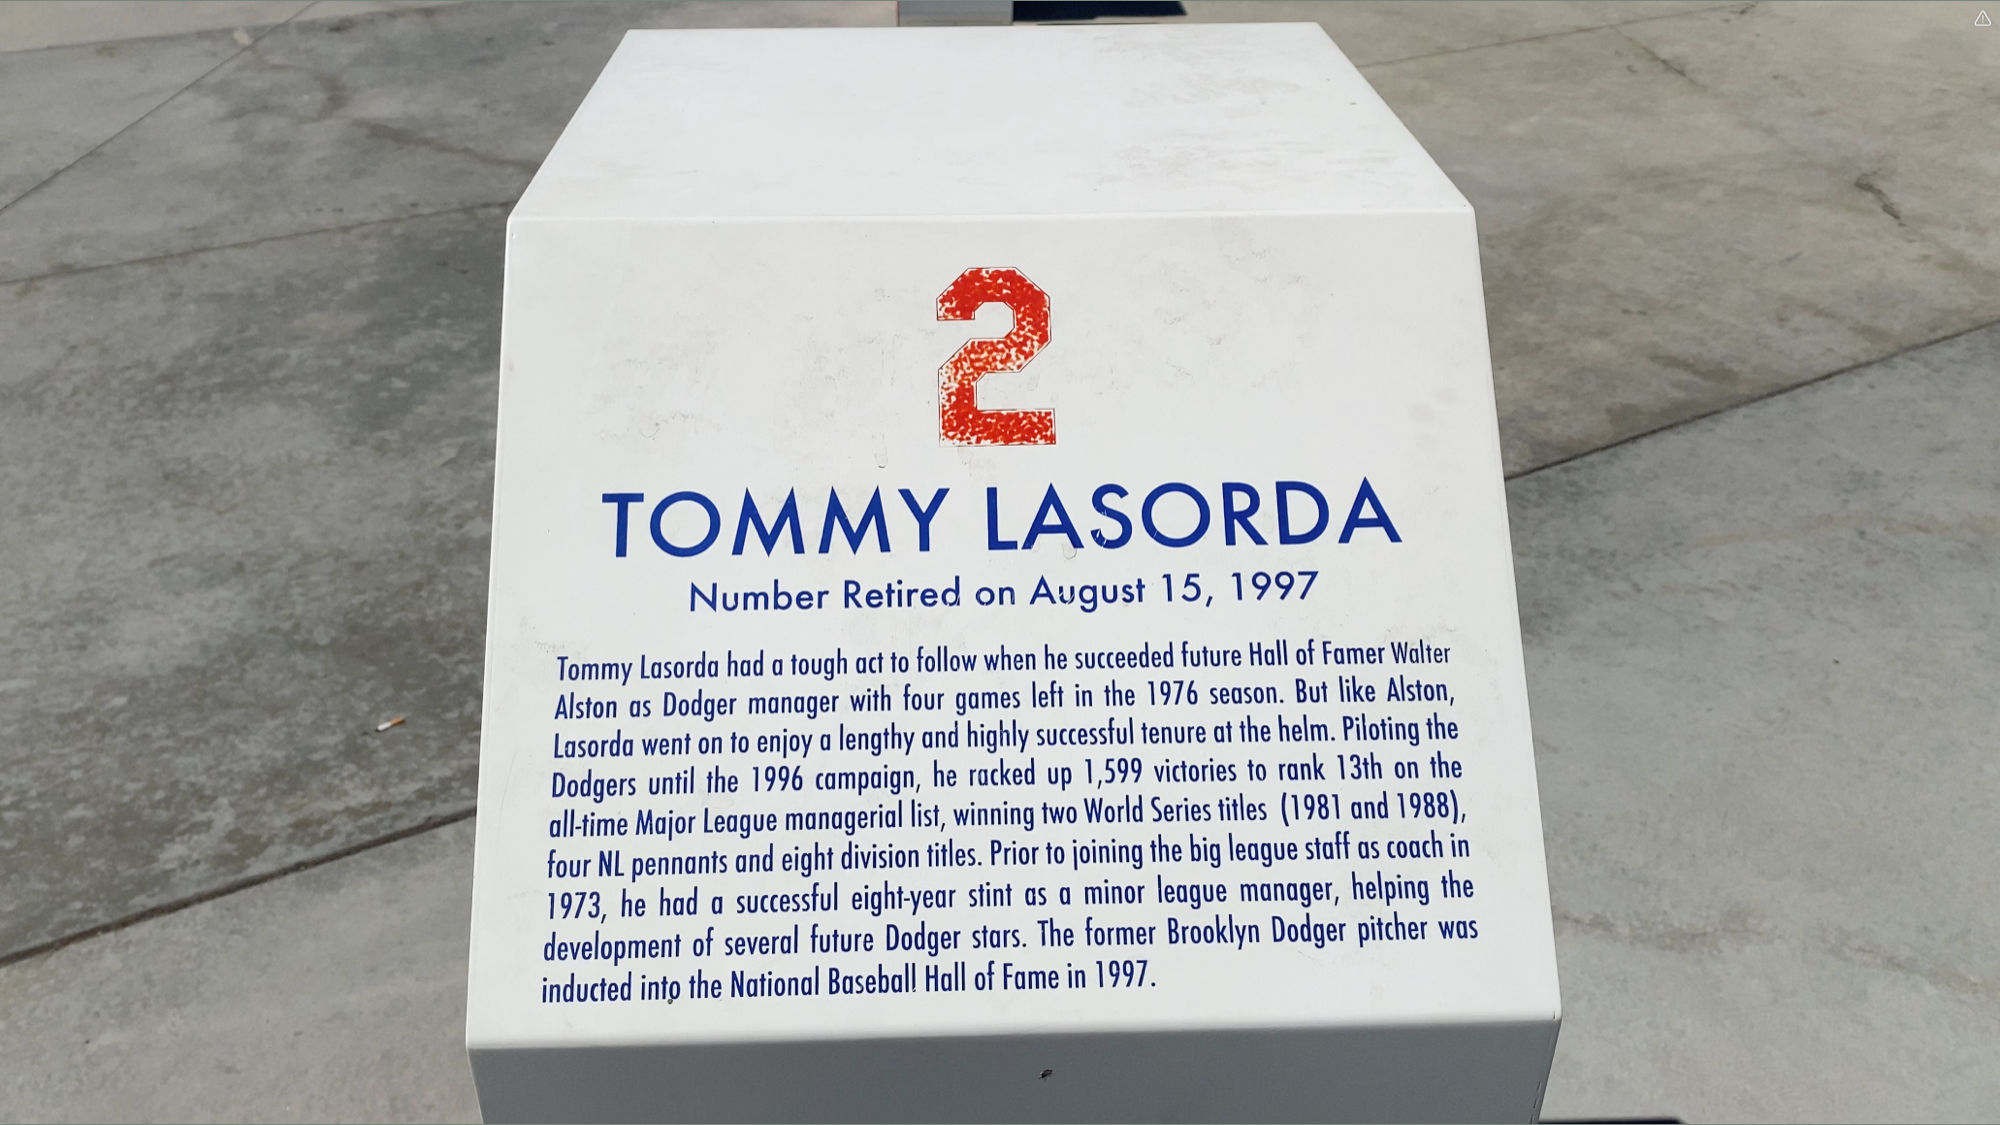 2
TOMMY LASORDA
Number Retired on August 15, 1997
Tommy Lasorda had a tough act to follow when he succeeded future Hall of Famer Walter
Alston as Dodger manager with four games left in the 1976 season. But like Alston,
Lasorda went on to enjoy a lengthy and highly successful tenure at the helm. Piloting the
Dodgers until the 1996 campaign, he racked up 1,599 victories to rank 13th on the
all-time Major League managerial list, winning two World Series titles (1981 and 1988),
four NL pennants and eight division titles. Prior to joining the big league staff as coach in
1973, he had a successful eight-year stint as a minor league manager, helping the
development of several future Dodger stars. The former Brooklyn Dodger pitcher was
inducted into the National Baseball Hall of Fame in 1997.